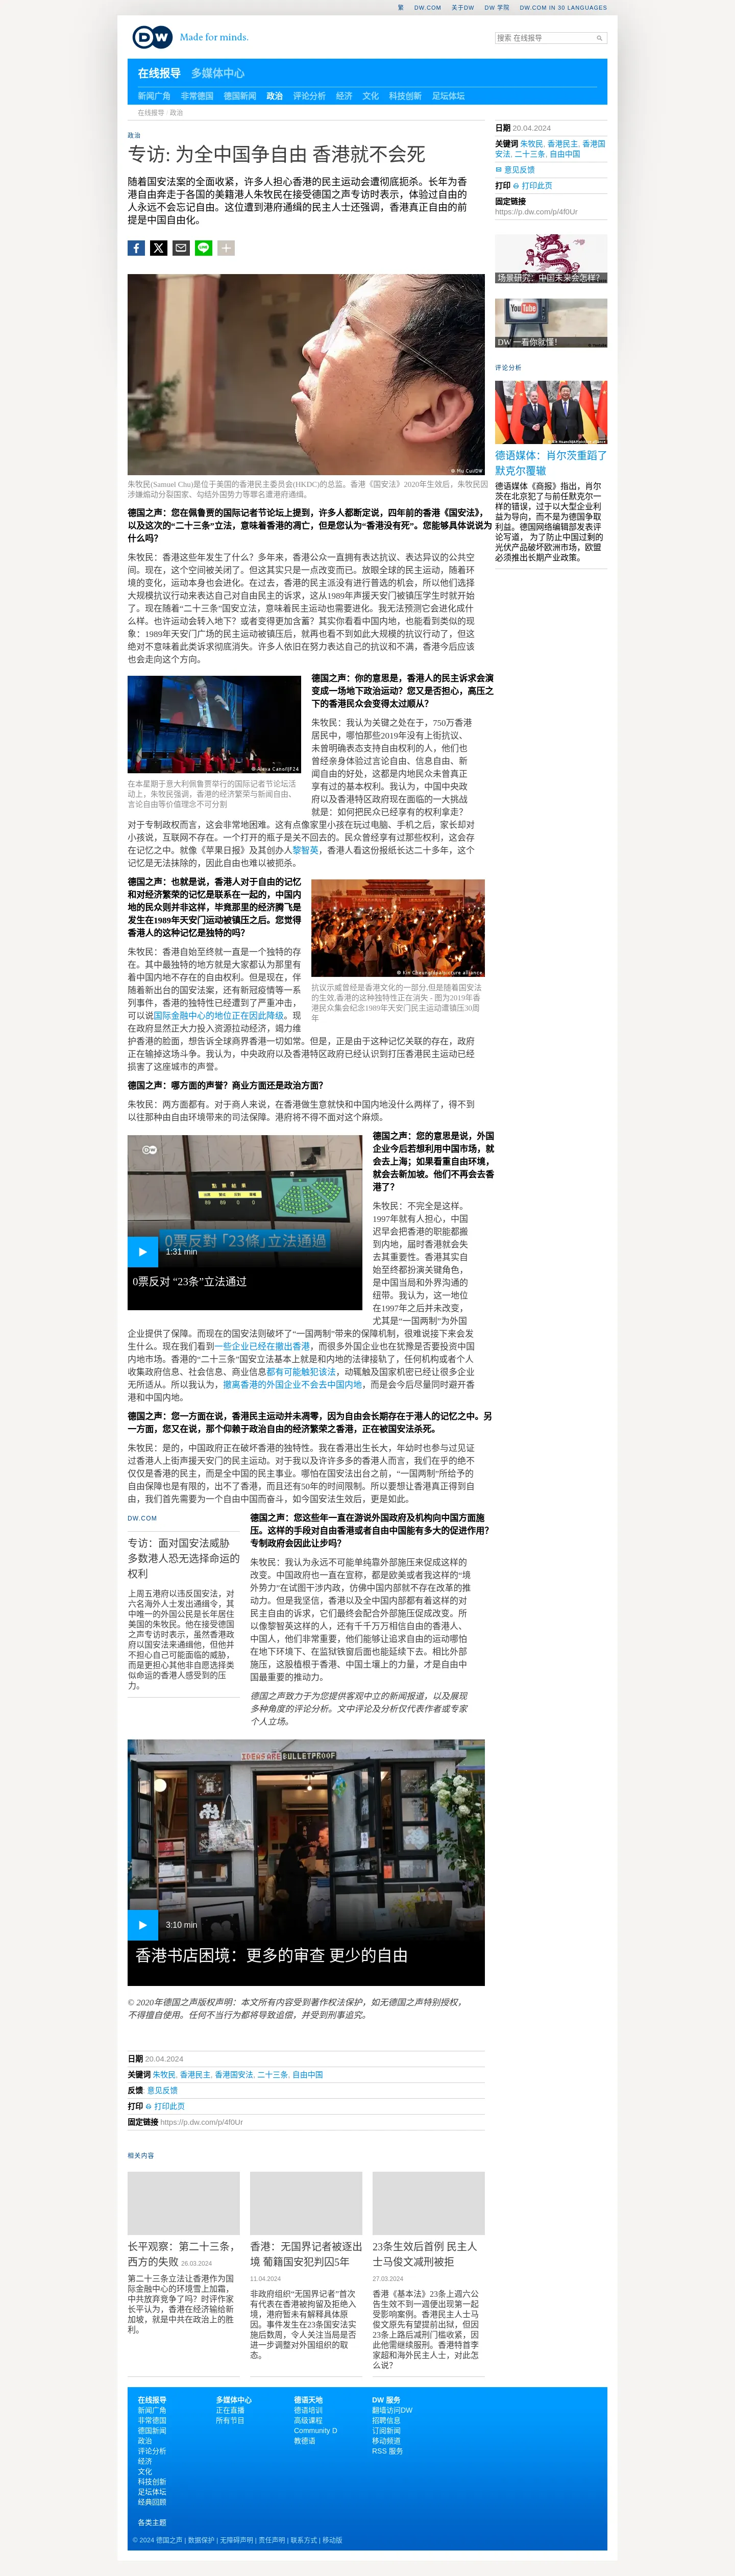 繁 DW.COM 关于DW DW 学院 DW.COM IN 30 LANGUAGES
DW Made for minds.
搜索 在线报导
在线报导 多媒体中心
新闻广角 非常德国 德国新闻 政治 评论分析 经济 文化 科技创新 足坛体坛
在线报导 · 政治
政治
专访: 为全中国争自由 香港就不会死
随着国安法案的全面收紧，许多人担心香港的民主运动会遭彻底扼杀。长年为香
港自由奔走于各国的美籍港人朱牧民在接受德国之声专访时表示，体验过自由的
人永远不会忘记自由。这位遭到港府通缉的民主人士还强调，香港真正自由的前
提是中国自由化。
© My Cui/DW
朱牧民(Samuel Chu)是位于美国的香港民主委员会(HKDC)的总监。香港《国安法》2020年生效后，朱牧民因
涉嫌煽动分裂国家、勾结外国势力等罪名遭港府通缉。
德国之声：您在佩鲁贾的国际记者节论坛上提到，许多人都断定说，四年前的香港《国安法》，
以及这次的“二十三条”立法，意味着香港的凋亡，但是您认为“香港没有死”。您能够具体说说为
什么吗？
朱牧民：香港这些年发生了什么？多年来，香港公众一直拥有表达抗议、表达异议的公共空
间。现在，这个空间被关闭了。但这其实只是一点改变而已。放眼全球的民主运动，随着环
境的变化，运动本身也会进化。在过去，香港的民主派没有进行普选的机会，所以他们选择
大规模抗议行动来表达自己对自由民主的诉求，这从1989年声援天安门被镇压学生时就开始
了。现在随着“二十三条”国安立法，意味着民主运动也需要进化。我无法预测它会进化成什
么样。也许运动会转入地下？或者变得更加含蓄？其实你看看中国内地，也能看到类似的现
象：1989年天安门广场的民主运动被镇压后，就再也看不到如此大规模的抗议行动了，但这
绝对不意味着此类诉求彻底消失。许多人依旧在努力表达自己的抗议和不满，香港今后应该
也会走向这个方向。
© Alexa Cano/IJF24
在本星期于意大利佩鲁贾举行的国际记者节论坛活
动上，朱牧民强调，香港的经济繁荣与新闻自由、
言论自由等价值理念不可分割
德国之声：你的意思是，香港人的民主诉求会演
变成一场地下政治运动？您又是否担心，高压之
下的香港民众会变得太过顺从？
朱牧民：我认为关键之处在于，750万香港
居民中，哪怕那些2019年没有上街抗议、
未曾明确表态支持自由权利的人，他们也
曾经亲身体验过言论自由、信息自由、新
闻自由的好处，这都是内地民众未曾真正
享有过的基本权利。我认为，中国中央政
府以及香港特区政府现在面临的一大挑战
就是：如何把民众已经享有的权利拿走？
对于专制政权而言，这会非常地困难。这有点像家里小孩在玩过电脑、手机之后，家长却对
小孩说，互联网不存在。一个打开的瓶子是关不回去的。民众曾经享有过那些权利，这会存
在记忆之中。就像《苹果日报》及其创办人黎智英，香港人看这份报纸长达二十多年，这个
记忆是无法抹除的，因此自由也难以被扼杀。
德国之声：也就是说，香港人对于自由的记忆
和对经济繁荣的记忆是联系在一起的，中国内
地的民众则并非这样，毕竟那里的经济腾飞是
发生在1989年天安门运动被镇压之后。您觉得
香港人的这种记忆是独特的吗？
© Kin Cheung/dpa/picture alliance
抗议示威曾经是香港文化的一部分,但是随着国安法
的生效,香港的这种独特性正在消失 - 图为2019年香
港民众集会纪念1989年天安门民主运动遭镇压30周
年
朱牧民：香港自始至终就一直是一个独特的存
在。其中最独特的地方就是大家都认为那里有
着中国内地不存在的自由权利。但是现在，伴
随着新出台的国安法案，还有新冠疫情等一系
列事件，香港的独特性已经遭到了严重冲击，
可以说国际金融中心的地位正在因此降级。现
在政府显然正大力投入资源拉动经济，竭力维
护香港的脸面，想告诉全球商界香港一切如常。但是，正是由于这种记忆关联的存在，政府
正在输掉这场斗争。我认为，中央政府以及香港特区政府已经认识到打压香港民主运动已经
损害了这座城市的声誉。
德国之声：哪方面的声誉？商业方面还是政治方面？
朱牧民：两方面都有。对于商人来说，在香港做生意就快和中国内地没什么两样了，得不到
以往那种由自由环境带来的司法保障。港府将不得不面对这个麻烦。
0票反對「23條」立法通過
1:31 min
0票反对 “23条”立法通过
德国之声：您的意思是说，外国
企业今后若想利用中国市场，就
会去上海；如果看重自由环境，
就会去新加坡。他们不再会去香
港了？
朱牧民：不完全是这样。
1997年就有人担心，中国
迟早会把香港的职能都搬
到内地，届时香港就会失
去其重要性。香港其实自
始至终都扮演关键角色，
是中国当局和外界沟通的
纽带。我认为，这一地位
在1997年之后并未改变，
尤其是“一国两制”为外国
企业提供了保障。而现在的国安法则破坏了“一国两制”带来的保障机制，很难说接下来会发
生什么。现在我们看到一些企业已经在撤出香港，而很多外国企业也在犹豫是否要投资中国
内地市场。香港的“二十三条”国安立法基本上就是和内地的法律接轨了，任何机构或者个人
收集政府信息、社会信息、商业信息都有可能触犯该法，动辄触及国家机密已经让很多企业
无所适从。所以我认为，撤离香港的外国企业不会去中国内地，而是会今后尽量同时避开香
港和中国内地。
德国之声：您一方面在说，香港民主运动并未凋零，因为自由会长期存在于港人的记忆之中。另
一方面，您又在说，那个仰赖于政治自由的经济繁荣之香港，正在被国安法杀死。
朱牧民：是的，中国政府正在破坏香港的独特性。我在香港出生长大，年幼时也参与过见证
过香港人上街声援天安门的民主运动。对于我以及许许多多的香港人而言，我们在乎的绝不
仅仅是香港的民主，而是全中国的民主事业。哪怕在国安法出台之前，“一国两制”所给予的
自由保障也是有限的，出不了香港，而且还有50年的时间限制。所以要想让香港真正得到自
由，我们首先需要为一个自由中国而奋斗，如今国安法生效后，更是如此。
DW.COM
专访：面对国安法威胁
多数港人恐无选择命运的
权利
上周五港府以违反国安法，对
六名海外人士发出通缉令，其
中唯一的外国公民是长年居住
美国的朱牧民。他在接受德国
之声专访时表示，虽然香港政
府以国安法来通缉他，但他并
不担心自己可能面临的威胁，
而是更担心其他非自愿选择类
似命运的香港人感受到的压
力。
德国之声：您这些年一直在游说外国政府及机构向中国方面施
压。这样的手段对自由香港或者自由中国能有多大的促进作用？
专制政府会因此让步吗？
朱牧民：我认为永远不可能单纯靠外部施压来促成这样的
改变。中国政府也一直在宣称，都是欧美或者我这样的“境
外势力”在试图干涉内政，仿佛中国内部就不存在改革的推
动力。但是我坚信，香港以及全中国内部都有着这样的对
民主自由的诉求，它们最终会配合外部施压促成改变。所
以像黎智英这样的人，还有千千万万相信自由的香港人、
中国人，他们非常重要，他们能够让追求自由的运动哪怕
在地下环境下、在监狱铁窗后面也能延续下去。相比外部
施压，这股植根于香港、中国土壤上的力量，才是自由中
国最重要的推动力。
德国之声致力于为您提供客观中立的新闻报道，以及展现
多种角度的评论分析。文中评论及分析仅代表作者或专家
个人立场。
IDEAS ARE BULLETPROOF
3:10 min
香港书店困境：更多的审查 更少的自由
© 2020年德国之声版权声明：本文所有内容受到著作权法保护，如无德国之声特别授权，
不得擅自使用。任何不当行为都将导致追偿，并受到刑事追究。
日期 20.04.2024
关键词 朱牧民, 香港民主, 香港国安法, 二十三条, 自由中国
反馈: 意见反馈
打印 打印此页
固定链接 https://p.dw.com/p/4f0Ur
相关内容
长平观察：第二十三条，
西方的失败 26.03.2024
第二十三条立法让香港作为国
际金融中心的环境雪上加霜，
中共放弃竞争了吗？时评作家
长平认为，香港在经济输给新
加坡，就是中共在政治上的胜
利。
香港：无国界记者被逐出
境 葡籍国安犯判囚5年
11.04.2024
非政府组织“无国界记者”首次
有代表在香港被拘留及拒绝入
境，港府暂未有解释具体原
因。事件发生在23条国安法实
施后数周，令人关注当局是否
进一步调整对外国组织的取
态。
23条生效后首例 民主人
士马俊文减刑被拒
27.03.2024
香港《基本法》23条上週六公
告生效不到一週便出现第一起
受影响案例。香港民主人士马
俊文原先有望提前出狱，但因
23条上路后减刑门槛收紧，因
此他需继续服刑。香港特首李
家超和海外民主人士，对此怎
么说？
日期 20.04.2024
关键词 朱牧民, 香港民主, 香港国
安法, 二十三条, 自由中国
意见反馈
打印 打印此页
固定链接
https://p.dw.com/p/4f0Ur
场景研究：中国未来会怎样？
You Tube
DW 一看你就懂！
评论分析
德语媒体：肖尔茨重蹈了
默克尔覆辙
德语媒体《商报》指出，肖尔
茨在北京犯了与前任默克尔一
样的错误，过于以大型企业利
益为导向，而不是为德国争取
利益。德国网络编辑部发表评
论写道，为了防止中国过剩的
光伏产品破坏欧洲市场，欧盟
必须推出长期产业政策。
在线报导
新闻广角
非常德国
德国新闻
政治
评论分析
经济
文化
科技创新
足坛体坛
经典回顾
各类主题
多媒体中心
正在直播
所有节目
德语天地
德语培训
高级课程
Community D
教德语
DW 服务
翻墙访问DW
招聘信息
订阅新闻
移动频道
RSS 服务
© 2024 德国之声 | 数据保护 | 无障碍声明 | 责任声明 | 联系方式 | 移动版